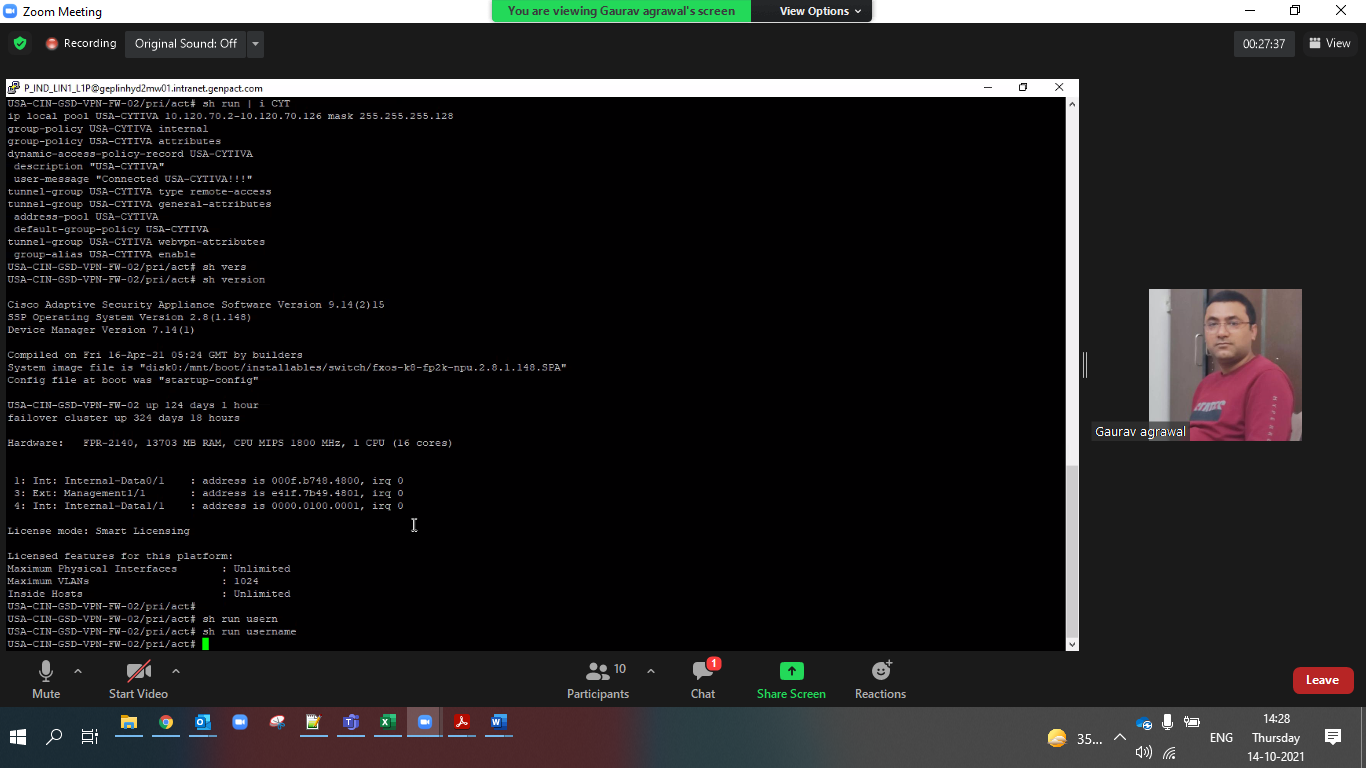 Zoom Meeting
You are viewing Gaurav agrawal's screen
View Options
Recording
Original Sound: Off
00:27:37
View
P_IND_LIN1_L1P@geplinhyd2mw01.intranet.genpact.com
USA-CIN-GSD-VPN-FW-02/pri/act# sh run | i CYT
ip local pool USA-CYTIVA 10.120.70.2-10.120.70.126 mask 255.255.255.128
group-policy USA-CYTIVA internal
group-policy USA-CYTIVA attributes
dynamic-access-policy-record USA-CYTIVA
description "USA-CYTIVA"
user-message "Connected USA-CYTIVA!!!"
tunnel-group USA-CYTIVA type remote-access
tunnel-group USA-CYTIVA general-attributes
address-pool USA-CYTIVA
default-group-policy USA-CYTIVA
tunnel-group USA-CYTIVA webvpn-attributes
group-alias USA-CYTIVA enable
USA-CIN-GSD-VPN-FW-02/pri/act# sh vers
USA-CIN-GSD-VPN-FW-02/pri/act# sh version
Cisco Adaptive Security Appliance Software Version 9.14(2)15
SSP Operating System Version 2.8(1.148)
Device Manager Version 7.14(1)
Compiled on Fri 16-Apr-21 05:24 GMT by builders
System image file is "disk0:/mnt/boot/installables/switch/fxos-k8-fp2k-npu.2.8.1.148.SPA"
Config file at boot was "startup-config"
USA-CIN-GSD-VPN-FW-02 up 124 days 1 hour
failover cluster up 324 days 18 hours
Hardware: FPR-2140, 13703 MB RAM, CPU MIPS 1800 MHz, 1 CPU (16 cores)
1: Int: Internal-Data0/1 : address is 000f.b748.4800, irq 0
3: Ext: Management1/1 : address is e41f.7b49.4801, irq 0
4: Int: Internal-Data1/1 : address is 0000.0100.0001, irq 0
License mode: Smart Licensing
Licensed features for this platform:
Maximum Physical Interfaces : Unlimited
Maximum VLANs : 1024
Inside Hosts : Unlimited
USA-CIN-GSD-VPN-FW-02/pri/act#
USA-CIN-GSD-VPN-FW-02/pri/act# sh run usern
USA-CIN-GSD-VPN-FW-02/pri/act# sh run username
USA-CIN-GSD-VPN-FW-02/pri/act#
Gaurav agrawal
Mute
Start Video
10
Participants
1
Chat
Share Screen
Reactions
Leave
35...
ENG
14:28
Thursday
14-10-2021